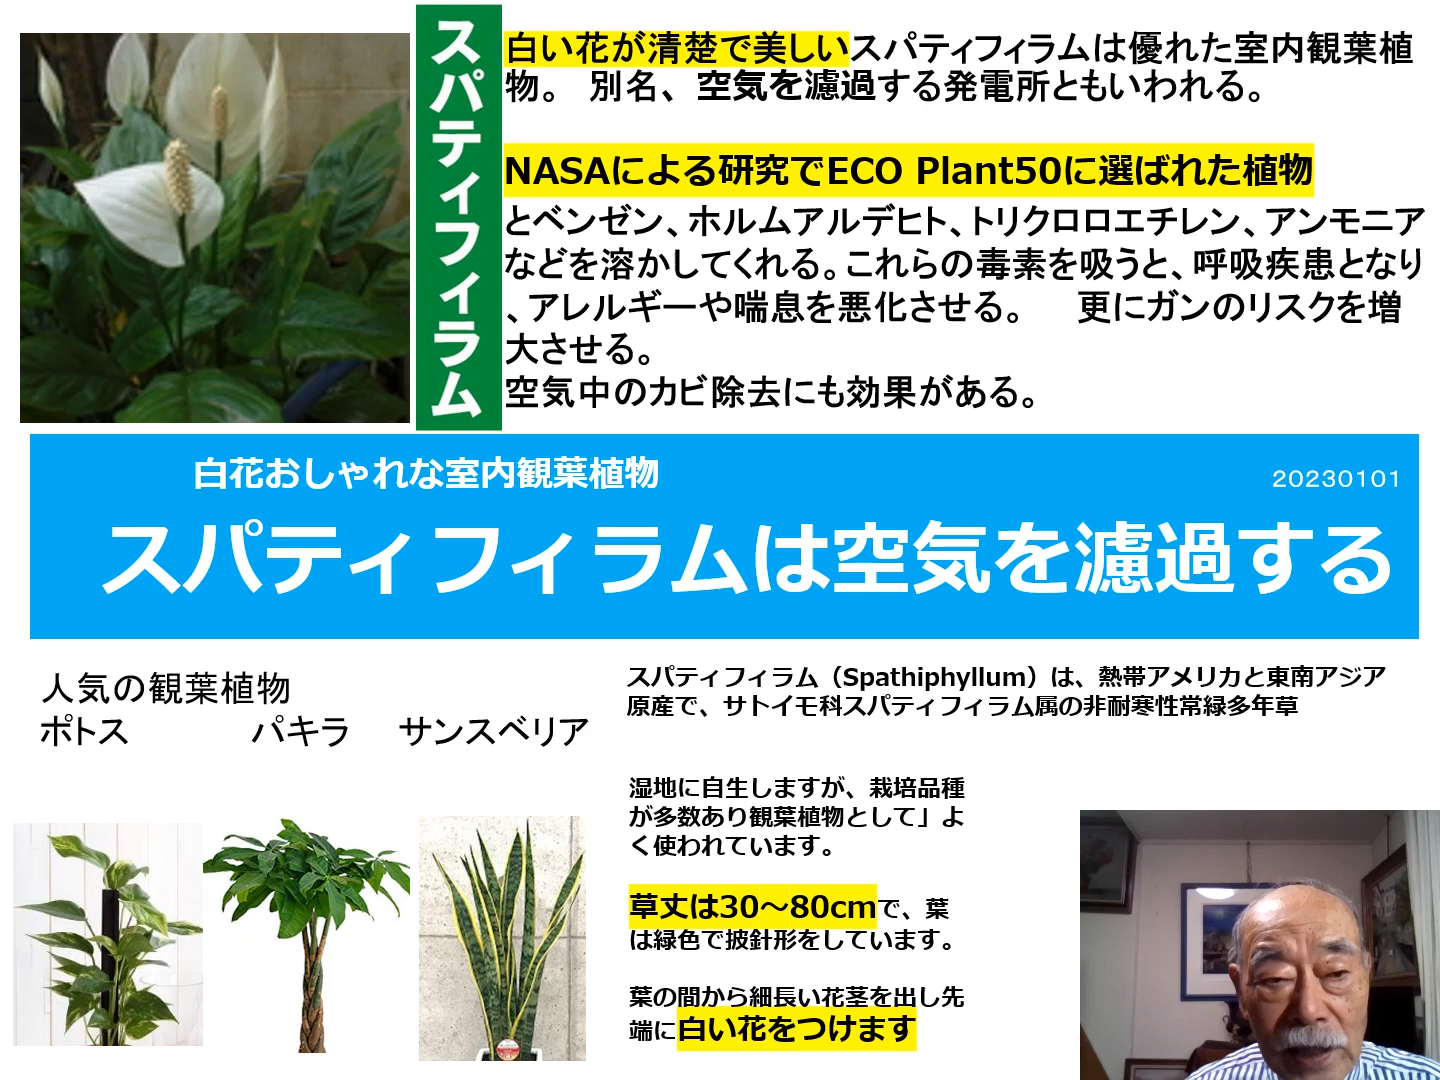 スパティフィラム
白い花が清楚で美しいスパティフィラムは優れた室内観葉植
物。　別名、空気を濾過する発電所ともいわれる。
NASAによる研究でECO Plant50に選ばれた植物
とベンゼン、ホルムアルデヒト、トリクロロエチレン、アンモニア
などを溶かしてくれる。これらの毒素を吸うと、呼吸疾患となり
、アレルギーや喘息を悪化させる。　更にガンのリスクを増
大させる。
空気中のカビ除去にも効果がある。
白花おしゃれな室内観葉植物
20230101
スパティフィラムは空気を濾過する
人気の観葉植物
ポトス　パキラ　サンスベリア
スパティフィラム（Spathiphyllum）は、熱帯アメリカと東南アジア
原産で、サトイモ科スパティフィラム属の非耐寒性常緑多年草
湿地に自生しますが、栽培品種
が多数あり観葉植物として」よ
く使われています。
草丈は30～80cmで、葉
は緑色で披針形をしています。
葉の間から細長い花茎を出し先
端に白い花をつけます